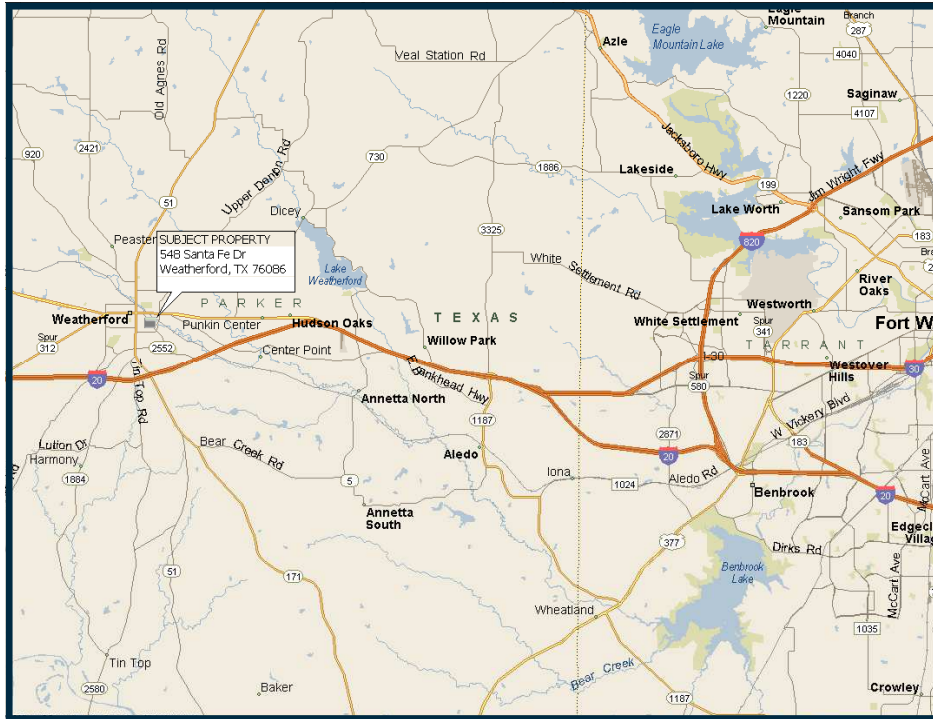 Eagle
Mountain
Branch
287
Azle
Eagle
Mountain Lake
Veal Station Rd
4040
Old Agnes Rd
1220
Saginaw
4107
2421
920
730
1886
Jacksboro Hwy
Lakeside
199
Jim Wright Fwy
Upper Denton Rd
51
Dicey
Lake Worth
Sansom Park
3325
183
820
Peaster
SUBJECT PROPERTY
548 Santa Fe Dr
Weatherford, TX 76086
White Settlement Rd
Lake
Weatherford
River
Oaks
PARKER
TEXAS
Westworth
Weatherford
Punkin Center
Hudson Oaks
White Settlement
Spur
341
Fort W
Spur
312
2552
Center Point
Willow Park
I-30
TARRANT
Westover
Hills
30
20
Tin Top Rd
E Bankhead Hwy
Spur
580
Annetta North
W Vickery Blvd
1187
2871
183
Lution Dr
Harmony
Bear Creek Rd
Aledo
20
1884
5
Iona
1024
Aledo Rd
Benbrook
20
McCart Ave
Annetta
South
Edgecl
Villag
377
Dirks Rd
Benbrook
Lake
51
171
McCart Ave
Wheatland
1035
Tin Top
Bear Creek
2580
Baker
1187
Crowley